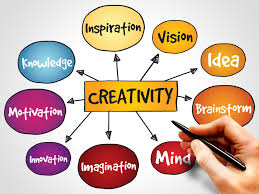 Inspiration
Vision
Knowledge
Idea
CREATIVITY
Motivation
Brainstorm
Innovation
Imagination
Mind